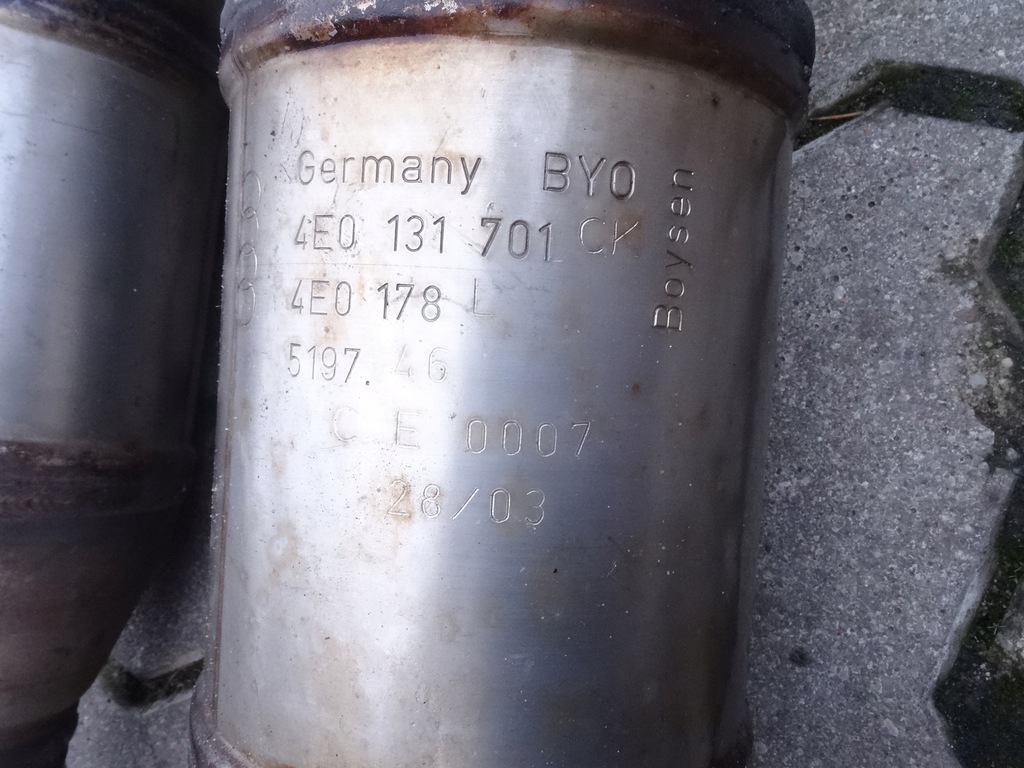 Germany BYO
4E0 131 701 CK
4E0 178 L
5197. 46
C E 0007
28/03
Boysen